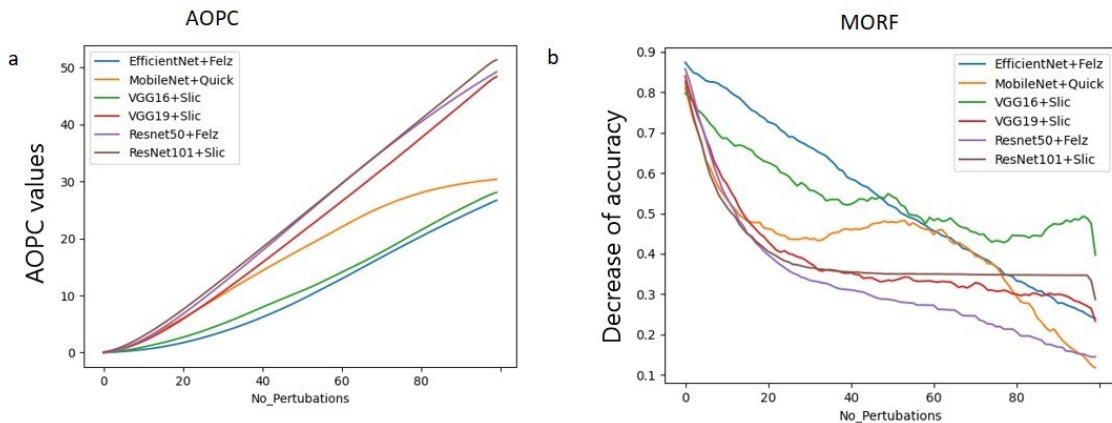 AOPC
a
AOPC values
EfficientNet+Felz
MobileNet+Quick
VGG16+Slic
VGG19+Slic
Resnet50+Felz
ResNet101+Slic
50
40
30
20
10
0
0
20
40
60
80
No_Pertubations
MORF
b
Decrease of accuracy
EfficientNet+Felz
MobileNet+Quick
VGG16+Slic
VGG19+Slic
Resnet50+Felz
ResNet101+Slic
0.9
0.8
0.7
0.6
0.5
0.4
0.3
0.2
0.1
0
20
40
60
80
No_Pertubations